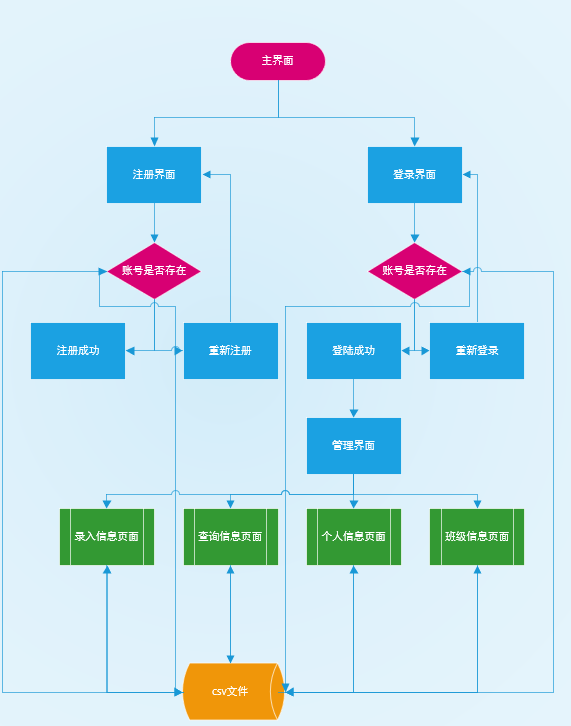 主界面
注册界面
登录界面
账号是否存在
账号是否存在
注册成功
重新注册
登陆成功
重新登录
管理界面
录入信息页面
查询信息页面
个人信息页面
班级信息页面
csv文件